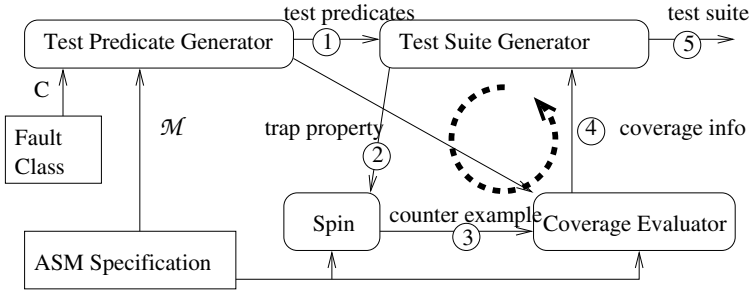 test predicates
test suite
Test Predicate Generator
1
Test Suite Generator
5
C
ℳ
trap property
2
4
coverage info
Fault
Class
Spin
counter example
3
Coverage Evaluator
ASM Specification